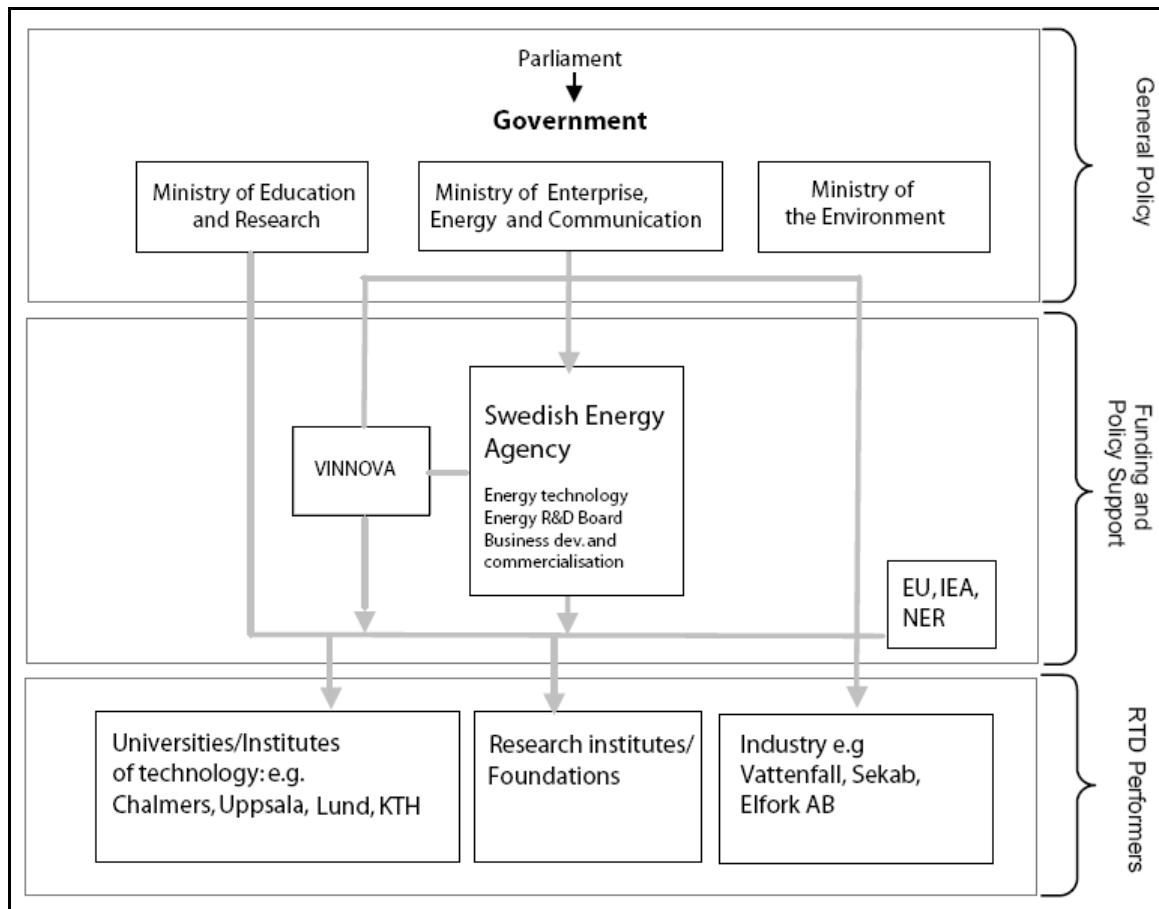 Parliament
Government
General Policy
Ministry of Education
and Research
Ministry of Enterprise,
Energy and Communication
Ministry of
the Environment
Swedish Energy
Agency
Energy technology
Energy R&D Board
Business dev. and
commercialisation
VINNOVA
EU, IEA,
NER
Funding and
Policy Support
Universities/Institutes
of technology: e.g.
Chalmers, Uppsala, Lund, KTH
Research institutes/
Foundations
Industry e.g
Vattenfall, Sekab,
Elfork AB
RTD Performers